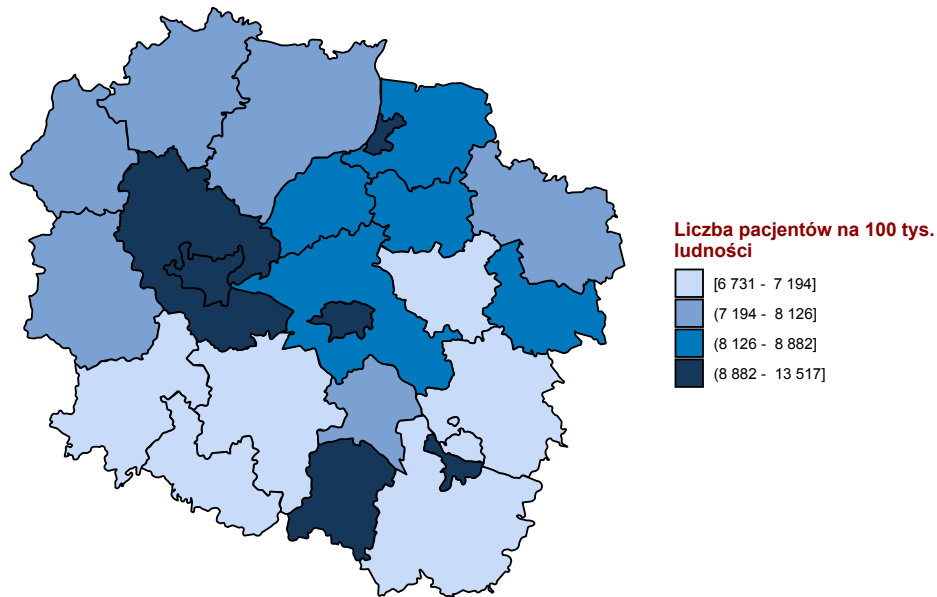 Liczba pacjentów na 100 tys.
ludności
[6 731 - 7 194]
(7 194 - 8 126]
(8 126 - 8 882]
(8 882 - 13 517]